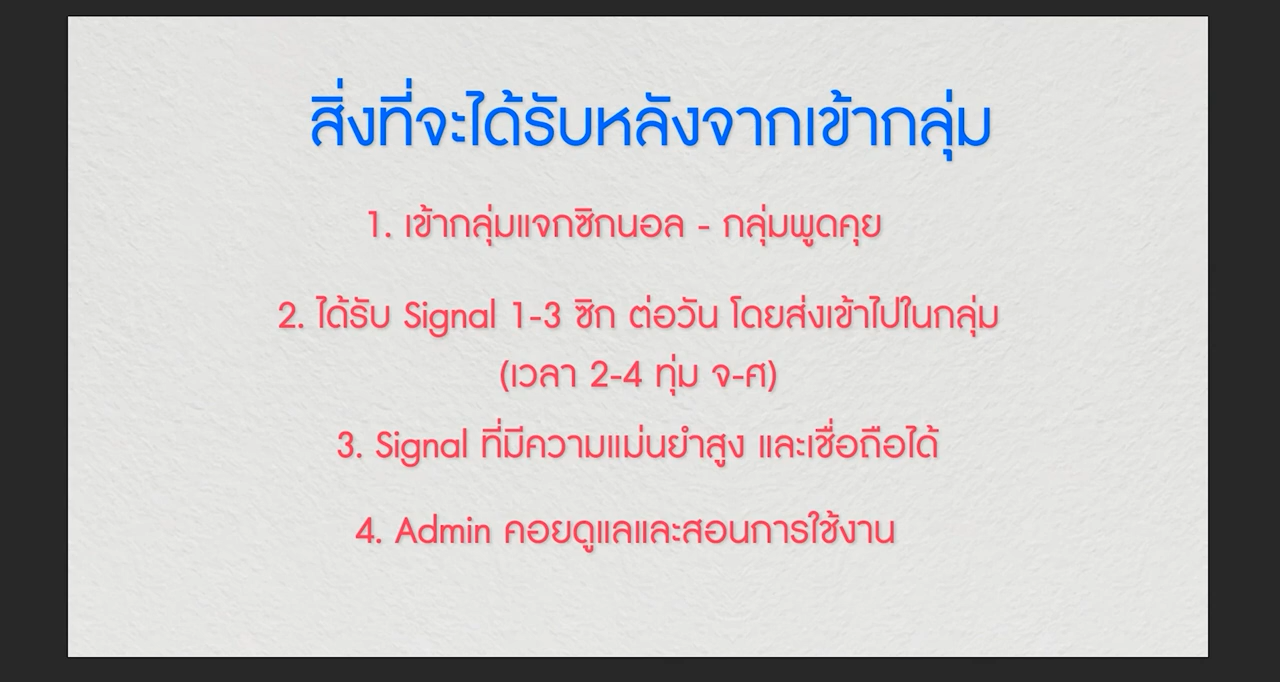 สิ่งที่จะได้รับหลังจากเข้ากลุ่ม
1. เข้ากลุ่มแจกซิกนอล - กลุ่มพูดคุย
2. ได้รับ Signal 1-3 ซิก ต่อวัน โดยส่งเข้าไปในกลุ่ม
(เวลา 2-4 ทุ่ม จ-ศ)
3. Signal ที่มีความแม่นยำสูง และเชื่อถือได้
4. Admin คอยดูแลและสอนการใช้งาน